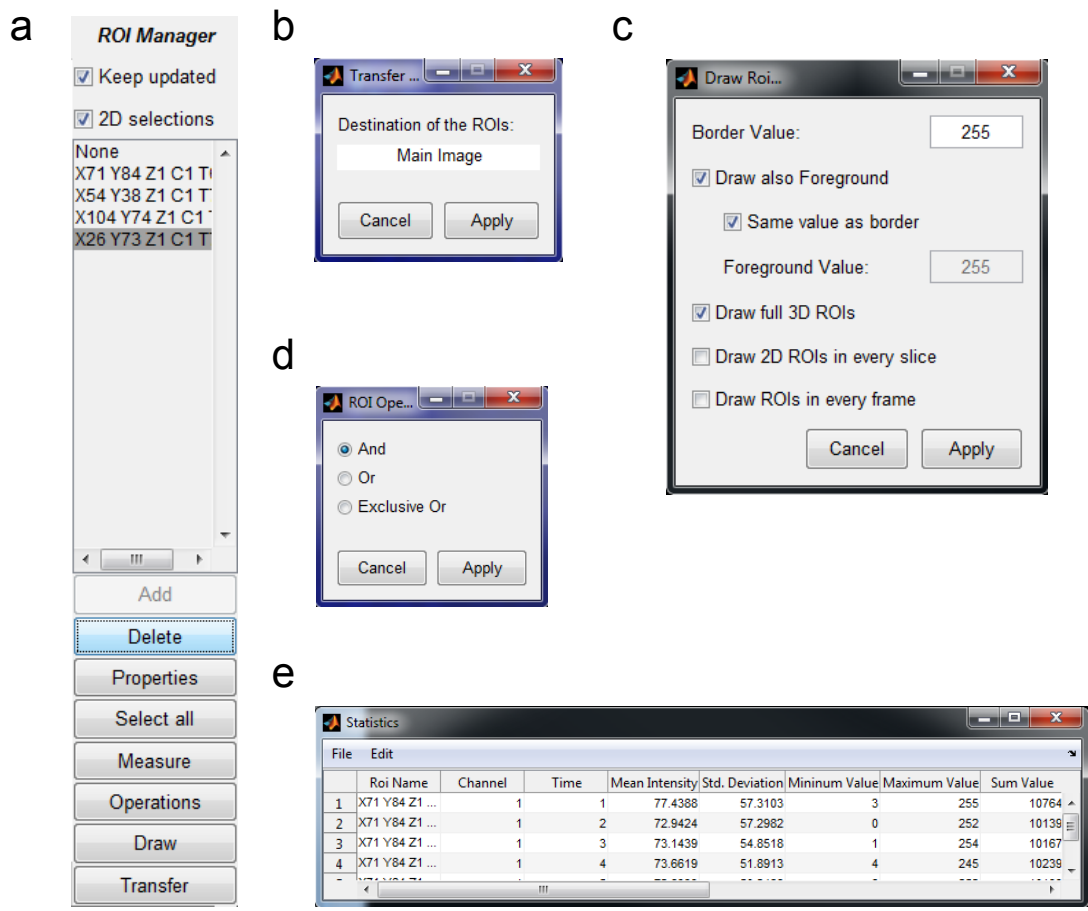 a
ROI Manager
Keep updated
2D selections
None
X71 Y84 Z1 C1
X54 Y38 Z1 C1
X104 Y74 Z1 C1
X26 Y73 Z1 C1
Add
Delete
Properties
Select all
Measure
Operations
Draw
Transfer
b
Transfer ...
Destination of the ROIs:
Main Image
Cancel Apply
c
Draw Roi...
Border Value: 255
Draw also Foreground
Same value as border
Foreground Value: 255
Draw full 3D ROIs
Draw 2D ROIs in every slice
Draw ROIs in every frame
Cancel Apply
d
ROI Ope...
And
Or
Exclusive Or
Cancel Apply
e
Statistics
File Edit
Roi Name Channel Time Mean Intensity Std. Deviation Mininum Value Maximum Value Sum Value
1 X71 Y84 Z1 ... 1 1 77.4388 57.3103 3 255 10764
2 X71 Y84 Z1 ... 1 2 72.9424 57.2982 0 252 10139
3 X71 Y84 Z1 ... 1 3 73.1439 54.8518 1 254 10167
4 X71 Y84 Z1 ... 1 4 73.6619 51.8913 4 245 10239